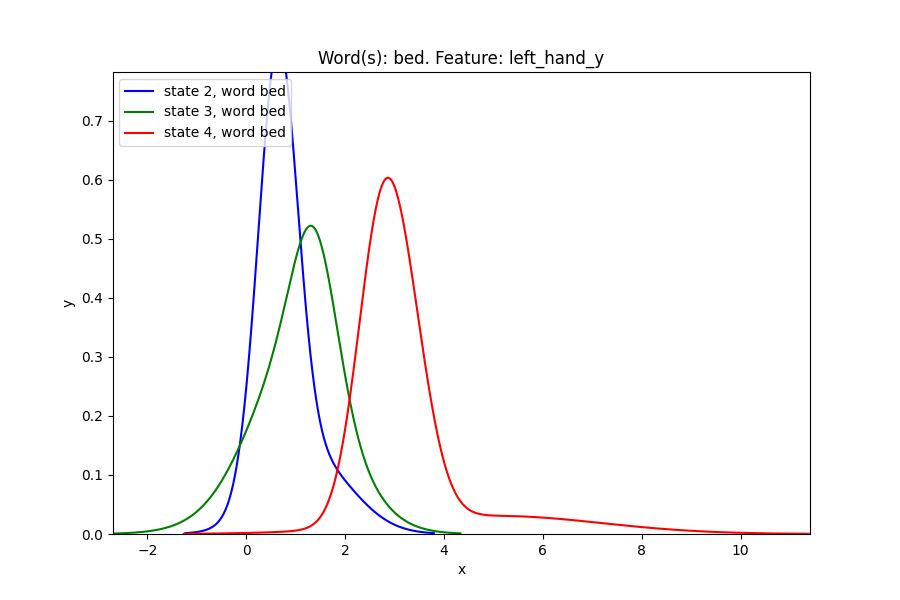 Word(s): bed. Feature: left_hand_y
state 2, word bed
state 3, word bed
state 4, word bed
y
0.7
0.6
0.5
0.4
0.3
0.2
0.1
0.0
−2 0 2 4 6 8 10
x